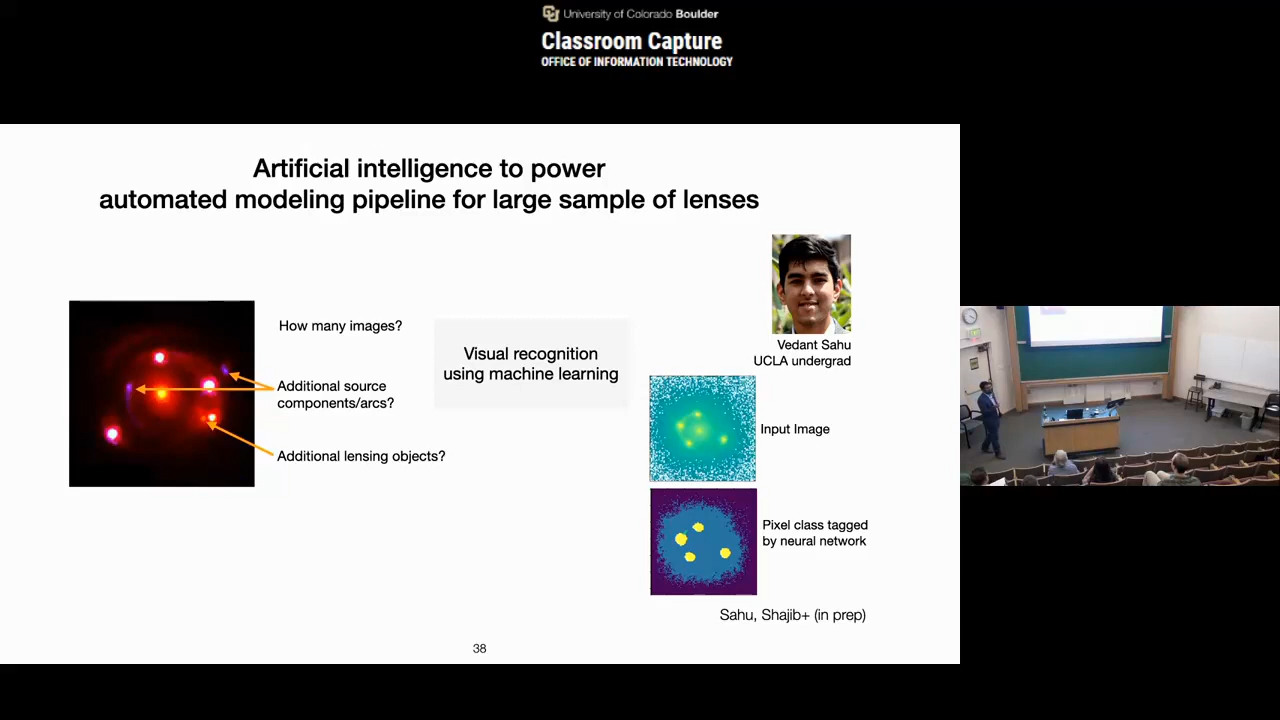 University of Colorado Boulder
Classroom Capture
OFFICE OF INFORMATION TECHNOLOGY
Artificial intelligence to power
automated modeling pipeline for large sample of lenses
How many images?
Additional source
components/arcs?
Additional lensing objects?
Visual recognition
using machine learning
Vedant Sahu
UCLA undergrad
Input Image
Pixel class tagged
by neural network
Sahu, Shajib+ (in prep)
38